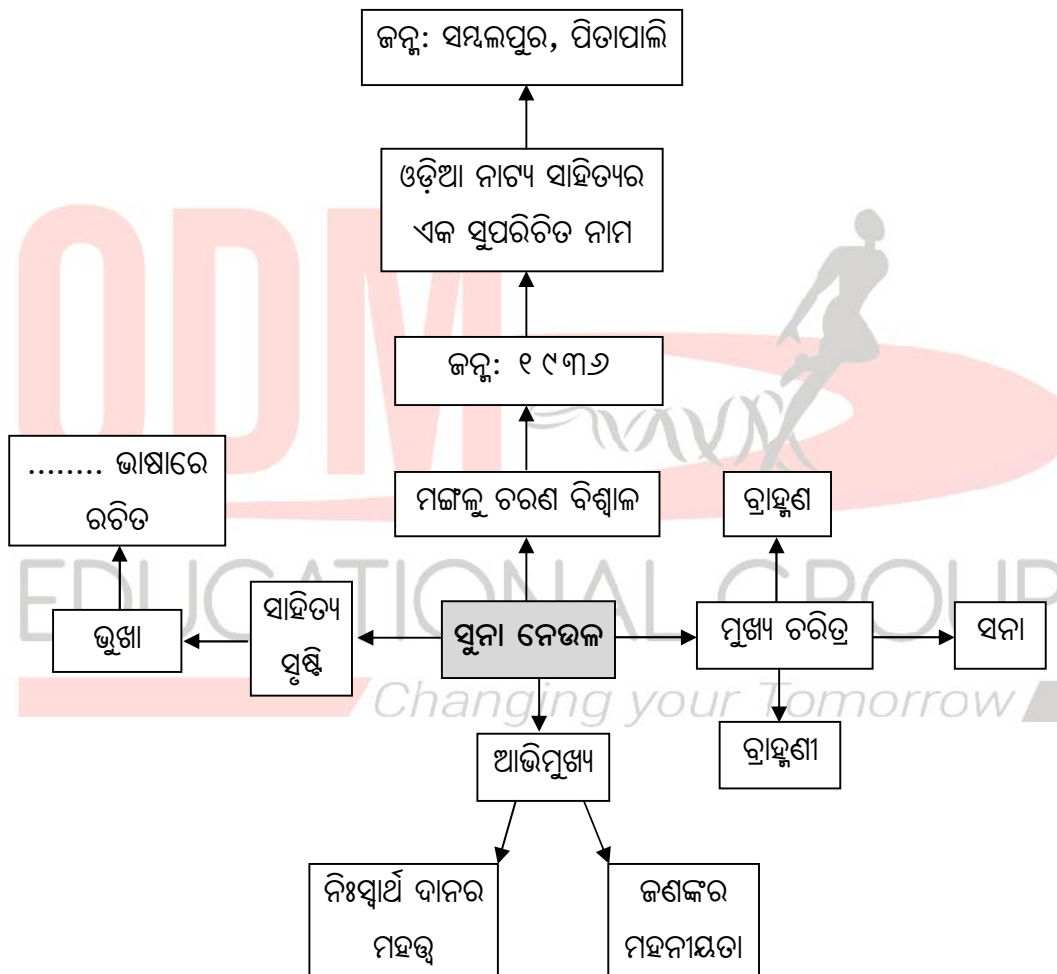 ଜନ୍ମ: ସମ୍ବଲପୁର, ପିତାପାଲି
ଓଡ଼ିଆ ନାଟ୍ୟ ସାହିତ୍ୟର
ଏକ ସୁପରିଚିତ ନାମ
ଜନ୍ମ: ୧୯୩୬
........ ଭାଷାରେ
ରଚିତ
ମଙ୍ଗଳୁ ଚରଣ ବିଶ୍ୱାଳ
ବ୍ରାହ୍ମଣ
ଭୁଖା
ସାହିତ୍ୟ
ସୃଷ୍ଟି
ସୁନା ନେଉଳ
ମୁଖ୍ୟ ଚରିତ୍ର
ସନା
ବ୍ରାହ୍ମଣୀ
ଆଭିମୁଖ୍ୟ
ନିଃସ୍ୱାର୍ଥ ଦାନର
ମହତ୍ତ୍ୱ
ଜଣଙ୍କର
ମହନୀୟତା
ODM
EDUCATIONAL GROUP
Changing your Tomorrow